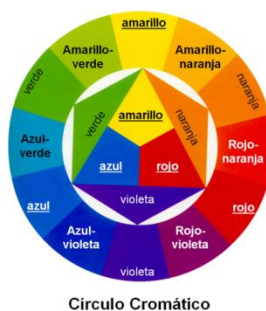 amarillo
Amarillo-
verde
Amarillo-
naranja
verde
naranja
amarillo
verde
naranja
Azul-
verde
Rojo-
naranja
azul
rojo
azul
rojo
violeta
Azul-
violeta
Rojo-
violeta
violeta
Círculo Cromático